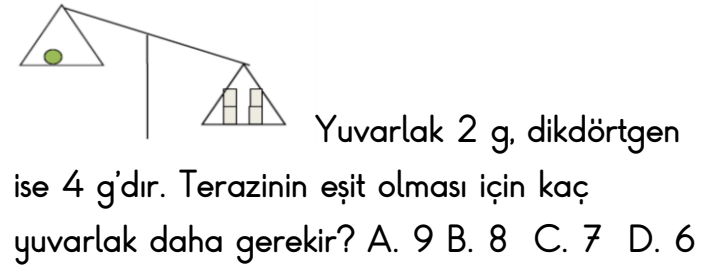 Yuvarlak 2 g, dikdörtgen
ise 4 g'dır. Terazinin eşit olması için kaç
yuvarlak daha gerekir? A. 9 B. 8 C. 7 D. 6